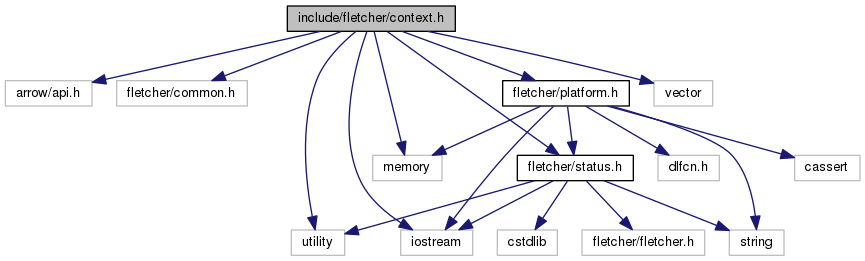 include/fletcher/context.h
arrow/api.h
fletcher/common.h
fletcher/platform.h
vector
memory
fletcher/status.h
dlfcn.h
cassert
utility
iostream
cstdlib
fletcher/fletcher.h
string